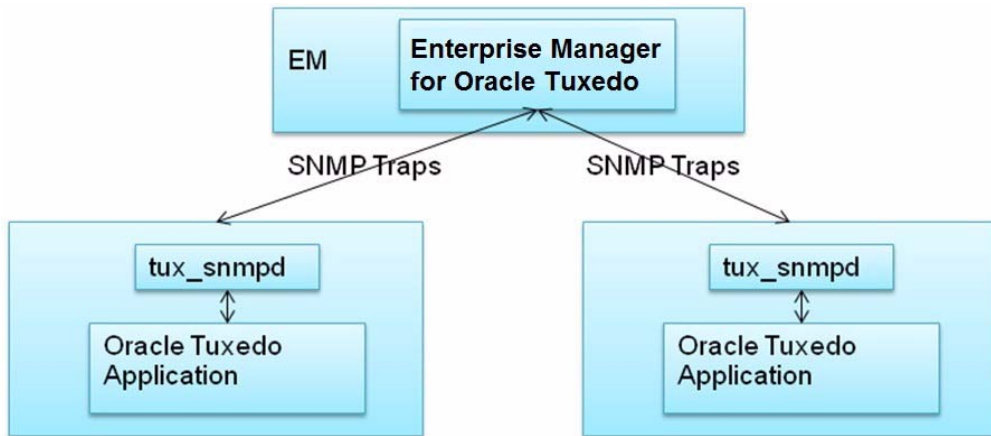 EM
Enterprise Manager
for Oracle Tuxedo
SNMP Traps
SNMP Traps
tux_snmpd
Oracle Tuxedo
Application
tux_snmpd
Oracle Tuxedo
Application